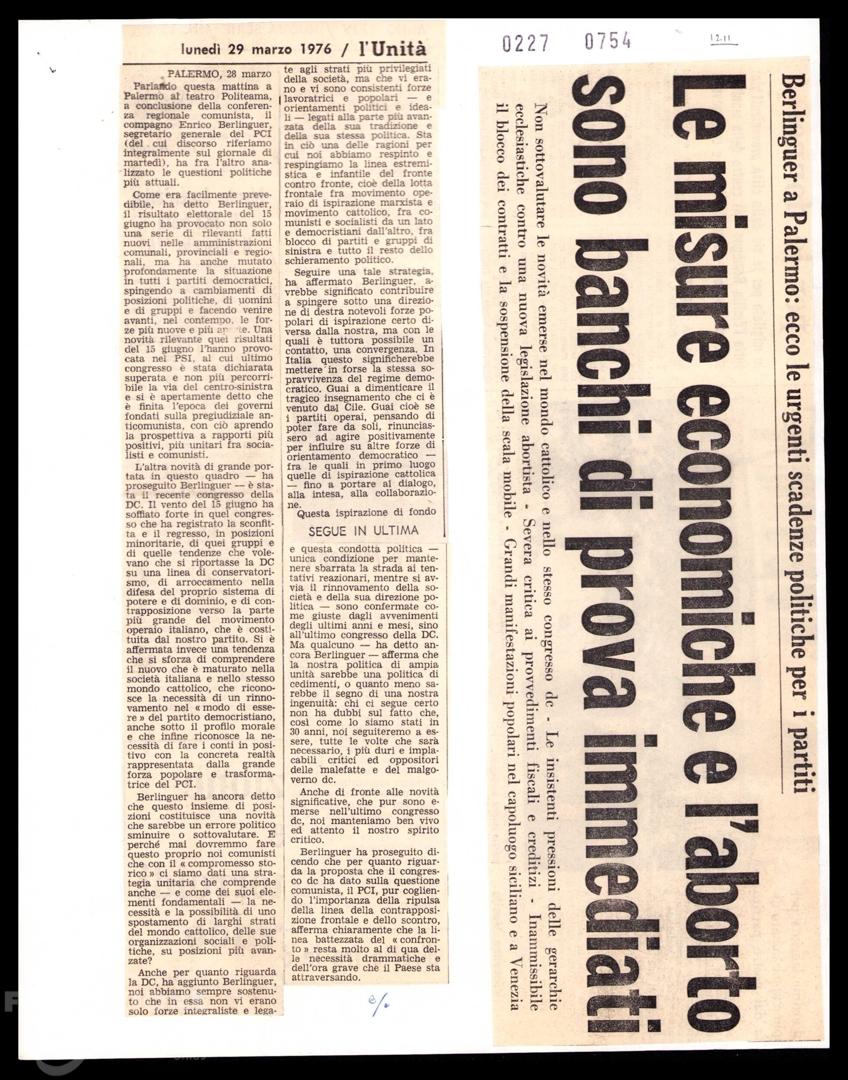 lunedì 29 marzo 1976 / l'Unità
0227 0754
12.11
Berlinguer a Palermo: ecco le urgenti scadenze politiche per i partiti
Le misure economiche e l'aborto
sono banchi di prova immediati
Non sottovalutare le novità emerse nel mondo cattolico e nello stesso congresso dc - Le insistenti pressioni delle gerarchie
ecclesiastiche contro una nuova legislazione abortista - Severa critica ai provvedimenti fiscali e creditizi - Inammissibile
il blocco dei contratti e la sospensione della scala mobile - Grandi manifestazioni popolari nel capoluogo siciliano e a Venezia
PALERMO, 28 marzo
Parlando questa mattina a
Palermo al teatro Politeama,
a conclusione della conferen-
za regionale comunista, il
compagno Enrico Berlinguer,
segretario generale del PCI
(del cui discorso riferiamo
integralmente sul giornale di
martedì), ha fra l'altro ana-
lizzato le questioni politiche
più attuali.
Come era facilmente preve-
dibile, ha detto Berlinguer,
il risultato elettorale del 15
giugno ha provocato non solo
una serie di rilevanti fatti
nuovi nelle amministrazioni
comunali, provinciali e regio-
nali, ma ha anche mutato
profondamente la situazione
in tutti i partiti democratici,
spingendo a cambiamenti di
posizioni politiche, di uomini
e di gruppi e facendo venire
avanti, nel contempo, le for-
ze più nuove e più Una
novità rilevante quei risultati
del 15 giugno l'hanno provo-
cata nel PSI, al cui ultimo
congresso è stata dichiarata
superata e non più percorri-
bile la via del centro-sinistra
e si è apertamente detto che
è finita l'epoca dei governi
fondati sulla pregiudiziale an-
ticomunista, con ciò aprendo
la prospettiva a rapporti più
positivi, più unitari fra socia-
listi e comunisti.
L'altra novità di grande por-
tata in questo quadro — ha
proseguito Berlinguer — è sta-
ta il recente congresso della
DC. Il vento del 15 giugno ha
soffiato forte in quel congres-
so che ha registrato la sconfit-
ta e il regresso, in posizioni
minoritarie, di quei gruppi e
di quelle tendenze che vole-
vano che si riportasse la DC
su una linea di conservatori-
smo, di arroccamento nella
difesa del proprio sistema di
potere e di dominio, e di con-
trapposizione verso la parte
più grande del movimento
operaio italiano, che è costi-
tuita dal nostro partito. Si è
affermata invece una tendenza
che si sforza di comprendere
il nuovo che è maturato nella
società italiana e nello stesso
mondo cattolico, che ricono-
sce la necessità di un rinno-
vamento nel « modo di esse-
re » del partito democristiano,
anche sotto il profilo morale
e che infine riconosce la ne-
cessità di fare i conti in posi-
tivo con la concreta realtà
rappresentata dalla grande
forza popolare e trasforma-
trice del PCI.
Berlinguer ha ancora detto
che questo insieme di posi-
zioni costituisce una novità
che sarebbe un errore politico
sminuire o sottovalutare. E
perché mai dovremmo fare
questo proprio noi comunisti
che con il « compromesso sto-
rico » ci siamo dati una stra-
tegia unitaria che comprende
anche — e come dei suoi ele-
menti fondamentali — la ne-
cessità e la possibilità di uno
spostamento di larghi strati
del mondo cattolico, delle sue
organizzazioni sociali e poli-
tiche, su posizioni più avan-
zate?
Anche per quanto riguarda
la DC, ha aggiunto Berlinguer,
noi abbiamo sempre sostenu-
to che in essa non vi erano
solo forze integraliste e lega-
te agli strati più privilegiati
della società, ma che vi era-
no e vi sono consistenti forze
lavoratrici e popolari — e
orientamenti politici e idea-
li — legati alla parte più avan-
zata della sua tradizione e
della sua stessa politica. Sta
in ciò una delle ragioni per
cui noi abbiamo respinto e
respingiamo la linea estremi-
stica e infantile del fronte
contro fronte, cioè della lotta
frontale fra movimento ope-
raio di ispirazione marxista e
movimento cattolico, fra co-
munisti e socialisti da un lato
e democristiani dall'altro, fra
blocco di partiti e gruppi di
sinistra e tutto il resto dello
schieramento politico.
Seguire una tale strategia,
ha affermato Berlinguer, a-
vrebbe significato contribuire
a spingere sotto una direzio-
ne di destra notevoli forze po-
polari di ispirazione certo di-
versa dalla nostra, ma con le
quali è tuttora possibile un
contatto, una convergenza. In
Italia questo significherebbe
mettere in forse la stessa so-
pravvivenza del regime demo-
cratico. Guai a dimenticare il
tragico insegnamento che ci è
venuto dal Cile. Guai cioè se
i partiti operai, pensando di
poter fare da soli, rinuncias-
sero ad agire positivamente
per influire su altre forze di
orientamento democratico —
fra le quali in primo luogo
quelle di ispirazione cattolica
— fino a portare al dialogo,
alla intesa, alla collaborazio-
ne.
Questa ispirazione di fondo
SEGUE IN ULTIMA
e questa condotta politica —
unica condizione per mante-
nere sbarrata la strada ai ten-
tativi reazionari, mentre si av-
via il rinnovamento della so-
cietà e della sua direzione po-
litica — sono confermate co-
me giuste dagli avvenimenti
degli ultimi anni e mesi, sino
all'ultimo congresso della DC.
Ma qualcuno — ha detto an-
cora Berlinguer — afferma che
la nostra politica di ampia
unità sarebbe una politica di
cedimenti, o quanto meno sa-
rebbe il segno di una nostra
ingenuità: chi ci segue certo
non ha dubbi sul fatto che,
così come lo siamo stati in
30 anni, noi seguiteremo a es-
sere, tutte le volte che sarà
necessario, i più duri e impla-
cabili critici ed oppositori
delle malefatte e del malgo-
verno dc.
Anche di fronte alle novità
significative, che pur sono e-
merse nell'ultimo congresso
dc, noi manteniamo ben vivo
ed attento il nostro spirito
critico.
Berlinguer ha proseguito di-
cendo che per quanto riguar-
da la proposta che il congres-
so dc ha dato sulla questione
comunista, il PCI, pur coglien-
do l'importanza della ripulsa
della linea della contrapposi-
zione frontale e dello scontro,
afferma chiaramente che la li-
nea battezzata del « confron-
to » resta molto al di qua del-
le necessità drammatiche e
dell'ora grave che il Paese sta
attraversando.